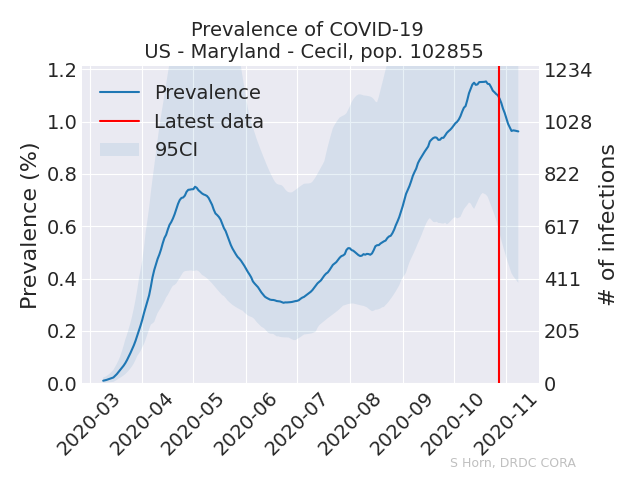 Prevalence of COVID-19
US - Maryland - Cecil, pop. 102855
Prevalence
Latest data
95CI
Prevalence (%)
1.2
1.0
0.8
0.6
0.4
0.2
0.0
1234
1028
822
617
411
205
0
# of infections
2020-03
2020-04
2020-05
2020-06
2020-07
2020-08
2020-09
2020-10
2020-11
S Horn, DRDC CORA